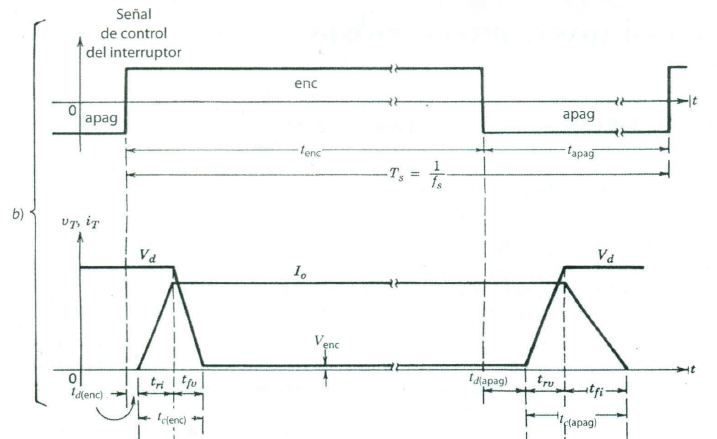 Señal
de control
del interruptor
enc
0
t
apag
apag
t_enc
t_apag
T_s = 1/f_s
b)
v_T, i_T
V_d
I_o
V_d
V_enc
0
t
t_d(enc)
t_ri
t_fv
t_d(apag)
t_rv
t_fi
t_c(enc)
t_c(apag)